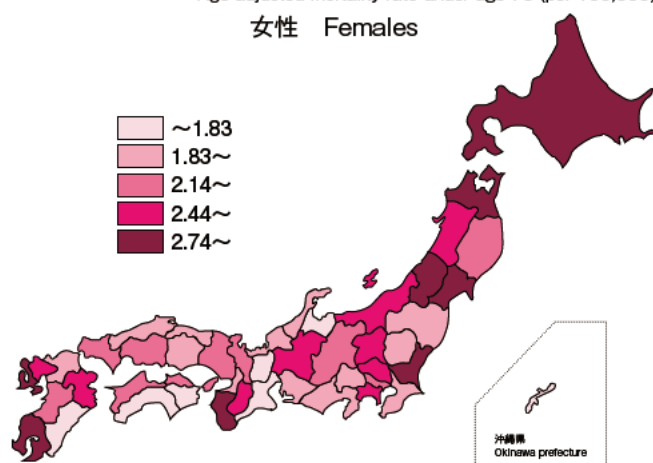 女性 Females
～1.83
1.83～
2.14～
2.44～
2.74～
沖縄県
Okinawa prefecture